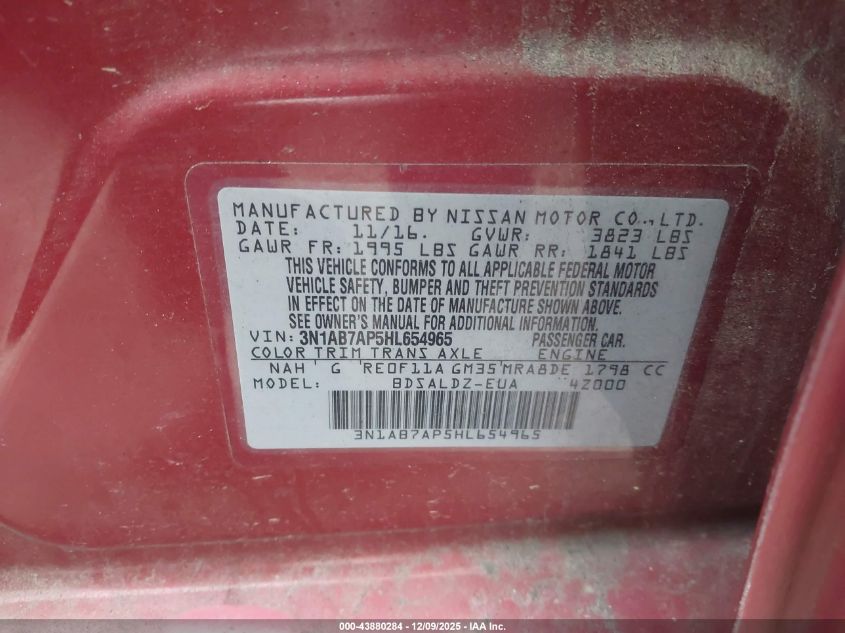 MANUFACTURED BY NISSAN MOTOR CO., LTD.
DATE: 11/16. GVWR: 3823 LBS
GAWR FR: 1995 LBS GAWR RR: 1841 LBS
THIS VEHICLE CONFORMS TO ALL APPLICABLE FEDERAL MOTOR
VEHICLE SAFETY, BUMPER AND THEFT PREVENTION STANDARDS
IN EFFECT ON THE DATE OF MANUFACTURE SHOWN ABOVE.
SEE OWNER'S MANUAL FOR ADDITIONAL INFORMATION.
VIN: 3N1AB7AP5HL654965 PASSENGER CAR.
COLOR TRIM TRANS AXLE ENGINE
NAH G RE0F11A GM35 MRA8DE 1798 CC
MODEL: BDSALDZ-EUA 4Z000
3N1AB7AP5HL654965
000-43880284 - 12/09/2025 - IAA Inc.